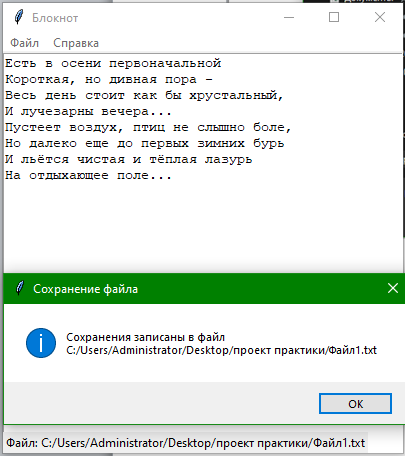 Блокнот
Файл Справка
Есть в осени первоначальной
Короткая, но дивная пора –
Весь день стоит как бы хрустальный,
И лучезарны вечера...
Пустеет воздух, птиц не слышно боле,
Но далеко еще до первых зимних бурь
И льётся чистая и тёплая лазурь
На отдыхающее поле...
Сохранение файла
Сохранения записаны в файл
C:/Users/Administrator/Desktop/проект практики/Файл1.txt
ОК
Файл: C:/Users/Administrator/Desktop/проект практики/Файл1.txt